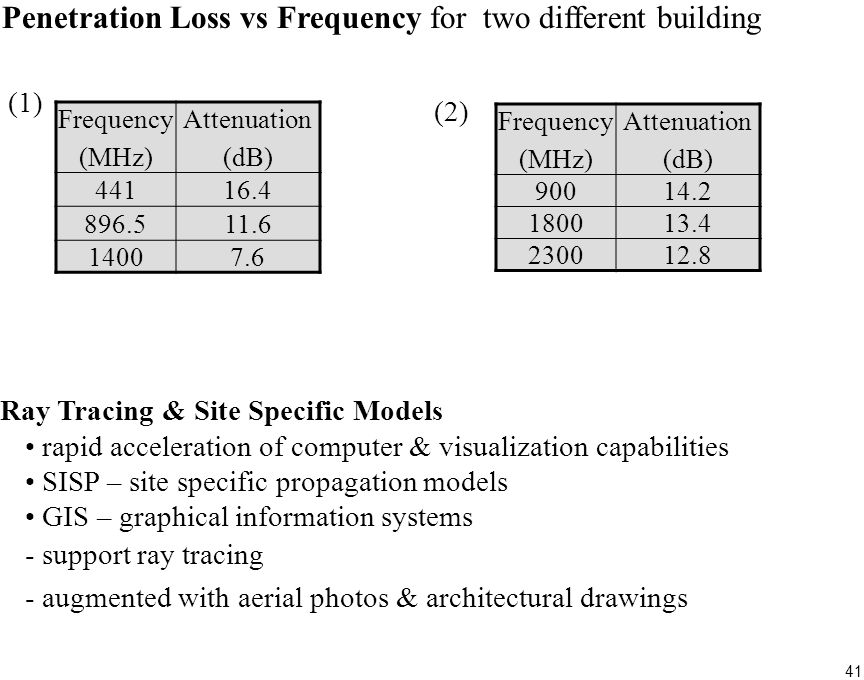 Penetration Loss vs Frequency for two different building
(1)
Frequency (MHz) Attenuation (dB)
441 16.4
896.5 11.6
1400 7.6
(2)
Frequency (MHz) Attenuation (dB)
900 14.2
1800 13.4
2300 12.8
Ray Tracing & Site Specific Models
• rapid acceleration of computer & visualization capabilities
• SISP – site specific propagation models
• GIS – graphical information systems
- support ray tracing
- augmented with aerial photos & architectural drawings
41